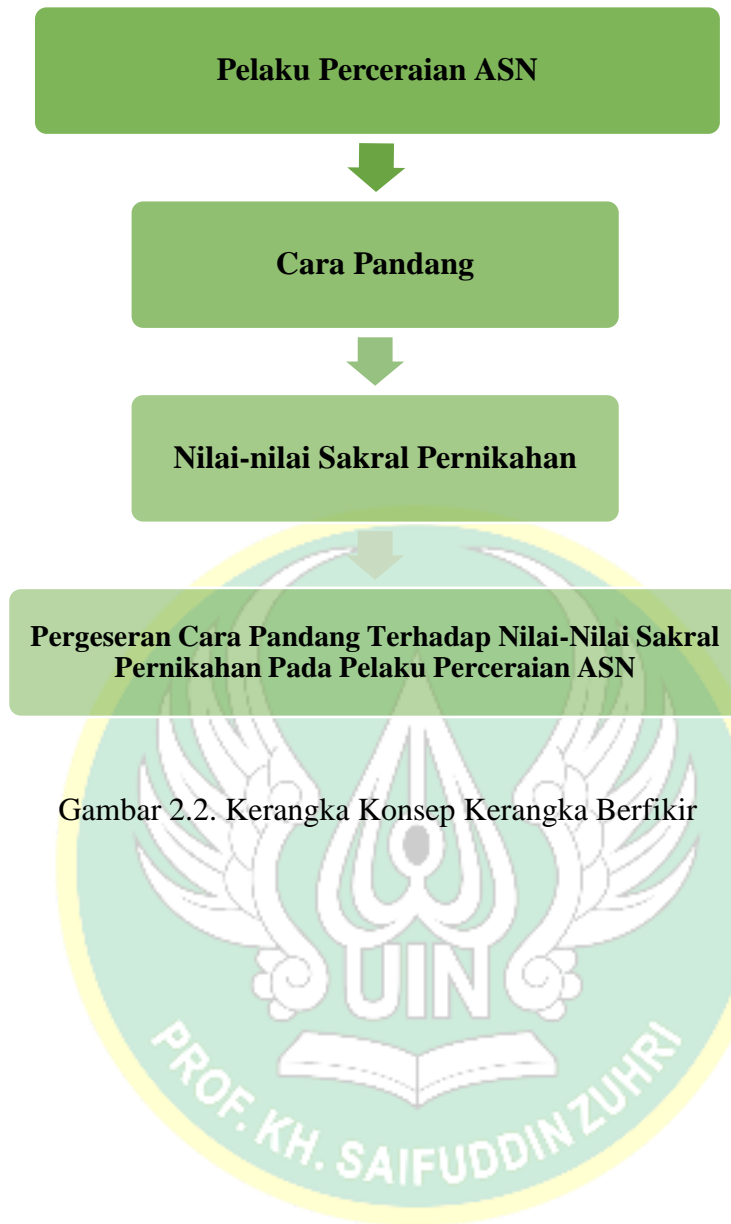 Pelaku Perceraian ASN
Cara Pandang
Nilai-nilai Sakral Pernikahan
Pergeseran Cara Pandang Terhadap Nilai-Nilai Sakral
Pernikahan Pada Pelaku Perceraian ASN
Gambar 2.2. Kerangka Konsep Kerangka Berfikir
UIN
PROF. KH. SAIFUDDIN ZUHRI